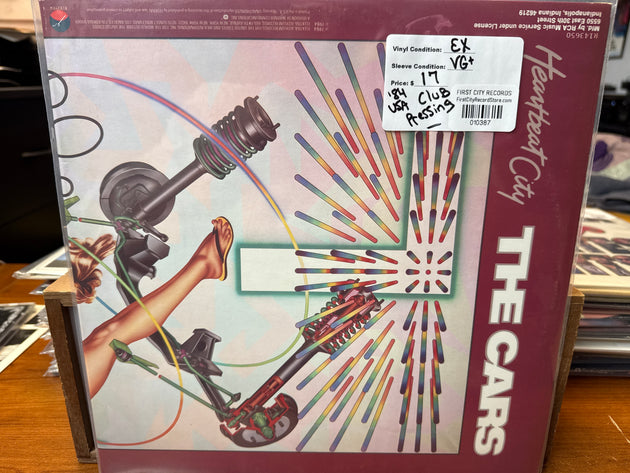 Vinyl Condition: EX
Sleeve Condition: VG+
Price: $ 17
'84
USA
CLUB
Pressing
FIRST CITY RECORDS
FirstCityRecordStore.com
010387
R143650
Mfd by RCA Music Service under License
6550 East 30th Street
Indianapolis, Indiana 46219
Heartbeat City
THE CARS